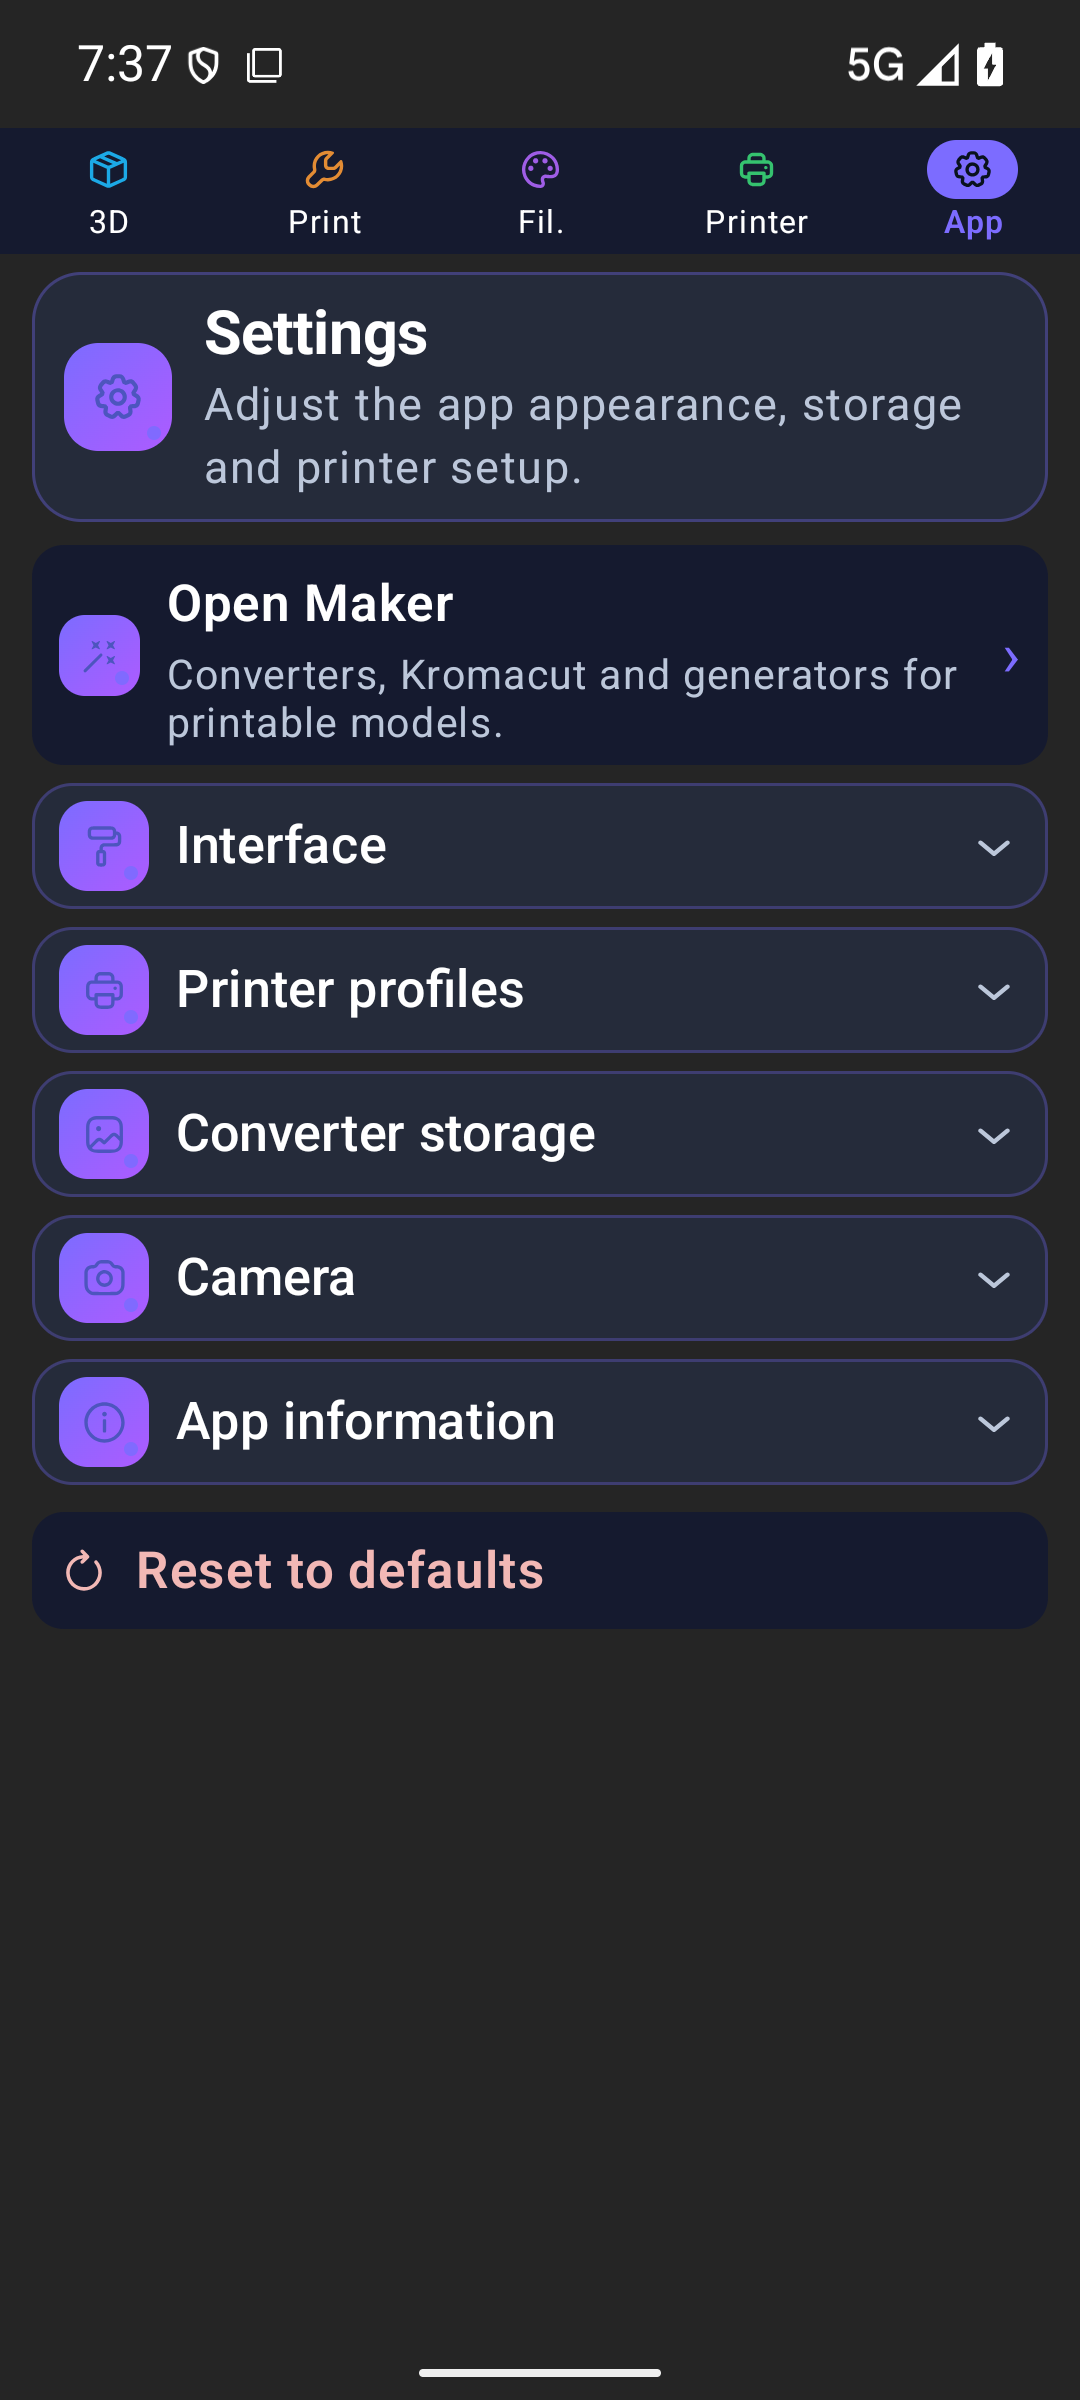 7:37
5G
3D
Print
Fil.
Printer
App
Settings
Adjust the app appearance, storage
and printer setup.
Open Maker
Converters, Kromacut and generators for
printable models.
Interface
Printer profiles
Converter storage
Camera
App information
Reset to defaults